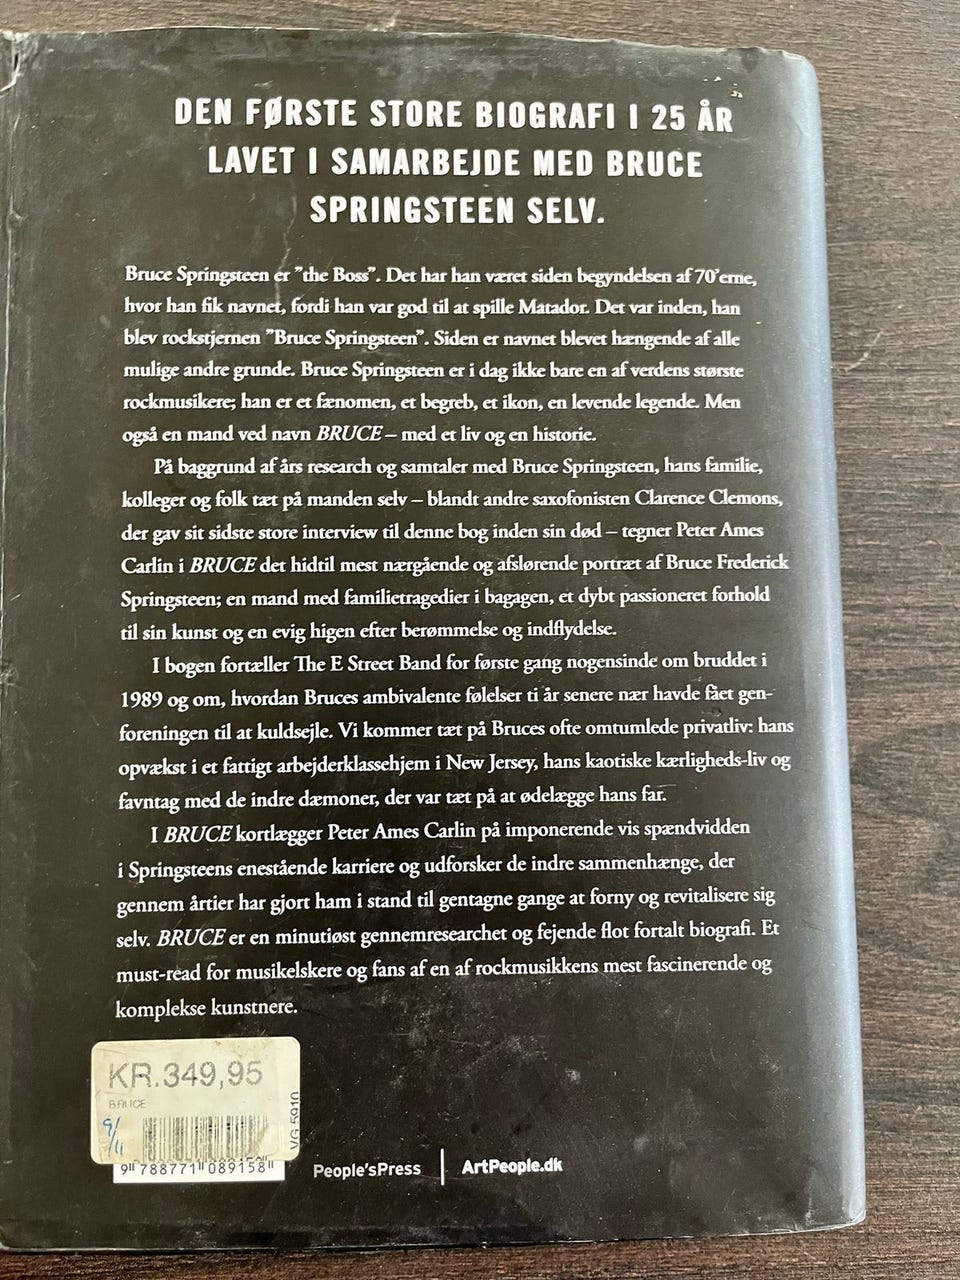 DEN FØRSTE STORE BIOGRAFI I 25 ÅR
LAVET I SAMARBEJDE MED BRUCE
SPRINGSTEEN SELV.
Bruce Springsteen er ”the Boss”. Det har han været siden begyndelsen af 70’erne,
hvor han fik navnet, fordi han var god til at spille Matador. Det var inden, han
blev rockstjernen ”Bruce Springsteen”. Siden er navnet blevet hængende af alle
mulige andre grunde. Bruce Springsteen er i dag ikke bare en af verdens største
rockmusikere; han er et fænomen, et begreb, et ikon, en levende legende. Men
også en mand ved navn BRUCE – med et liv og en historie.
På baggrund af års research og samtaler med Bruce Springsteen, hans familie,
kolleger og folk tæt på manden selv – blandt andre saxofonisten Clarence Clemons,
der gav sit sidste store interview til denne bog inden sin død – tegner Peter Ames
Carlin i BRUCE det hidtil mest nærgående og afslørende portræt af Bruce Frederick
Springsteen; en mand med familietragedier i bagagen, et dybt passioneret forhold
til sin kunst og en evig higen efter berømmelse og indflydelse.
I bogen fortæller The E Street Band for første gang nogensinde om bruddet i
1989 og om, hvordan Bruces ambivalente følelser ti år senere nær havde fået gen-
foreningen til at kuldsejle. Vi kommer tæt på Bruces ofte omtumlede privatliv: hans
opvækst i et fattigt arbejderklassehjem i New Jersey, hans kaotiske kærligheds-liv og
favntag med de indre dæmoner, der var tæt på at ødelægge hans far.
I BRUCE kortlægger Peter Ames Carlin på imponerende vis spændvidden
i Springsteens enestående karriere og udforsker de indre sammenhænge, der
gennem årtier har gjort ham i stand til gentagne gange at forny og revitalisere sig
selv. BRUCE er en minutiøst gennemresearchet og fejende flot fortalt biografi. Et
must-read for musikelskere og fans af en af rockmusikkens mest fascinerende og
komplekse kunstnere.
KR.349,95
BRUCE
9/11
VG 5910
9 788771 089158
People'sPress | ArtPeople.dk